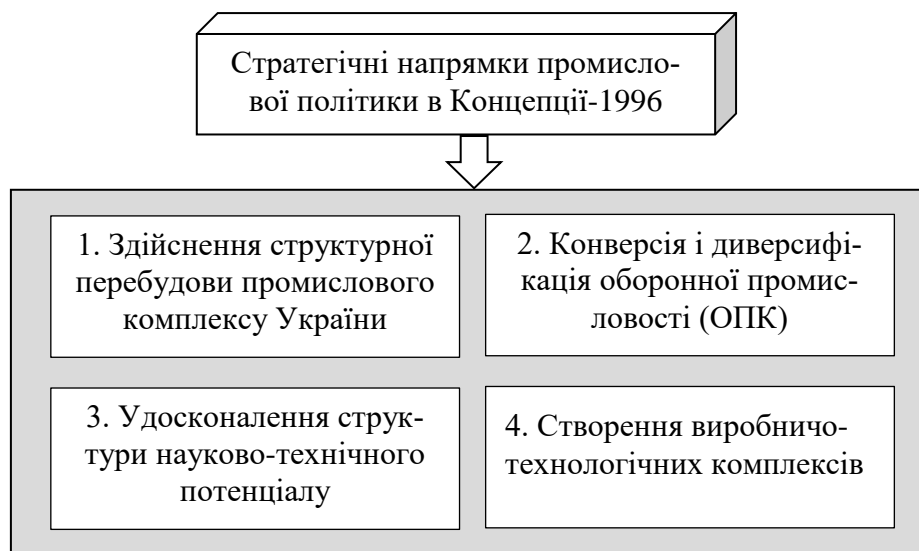 Стратегічні напрямки промисло-
вої політики в Концепції-1996
1. Здійснення структурної
перебудови промислового
комплексу України
2. Конверсія і диверсифі-
кація оборонної промис-
ловості (ОПК)
3. Удосконалення струк-
тури науково-технічного
потенціалу
4. Створення виробничо-
технологічних комплексів